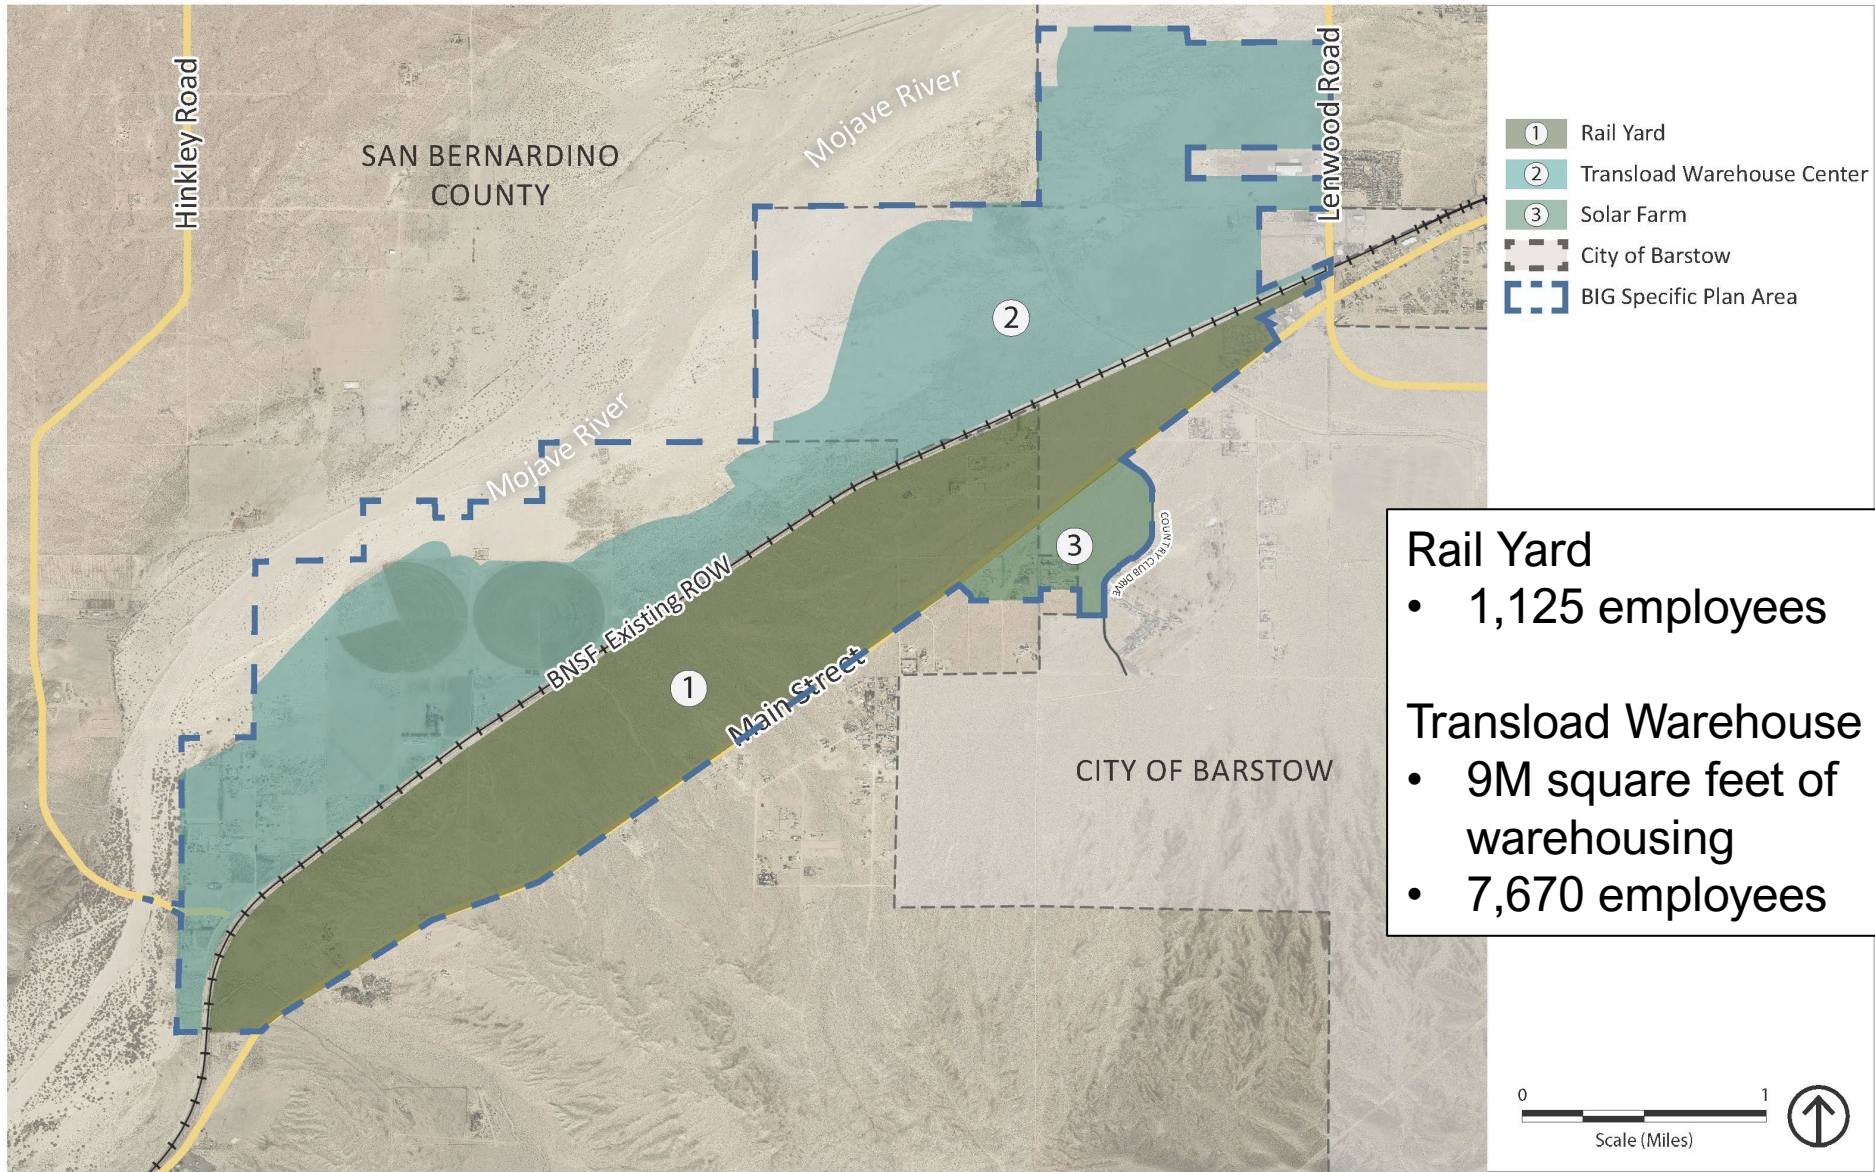 Hinkley Road
SAN BERNARDINO
COUNTY
Mojave River
Lenwood Road
1 Rail Yard
2 Transload Warehouse Center
3 Solar Farm
City of Barstow
BIG Specific Plan Area
2
Mojave River
3
COUNTRY CLUB DRIVE
BNSF Existing ROW
1
Main Street
CITY OF BARSTOW
Rail Yard
• 1,125 employees
Transload Warehouse
• 9M square feet of
warehousing
• 7,670 employees
0 1
Scale (Miles)